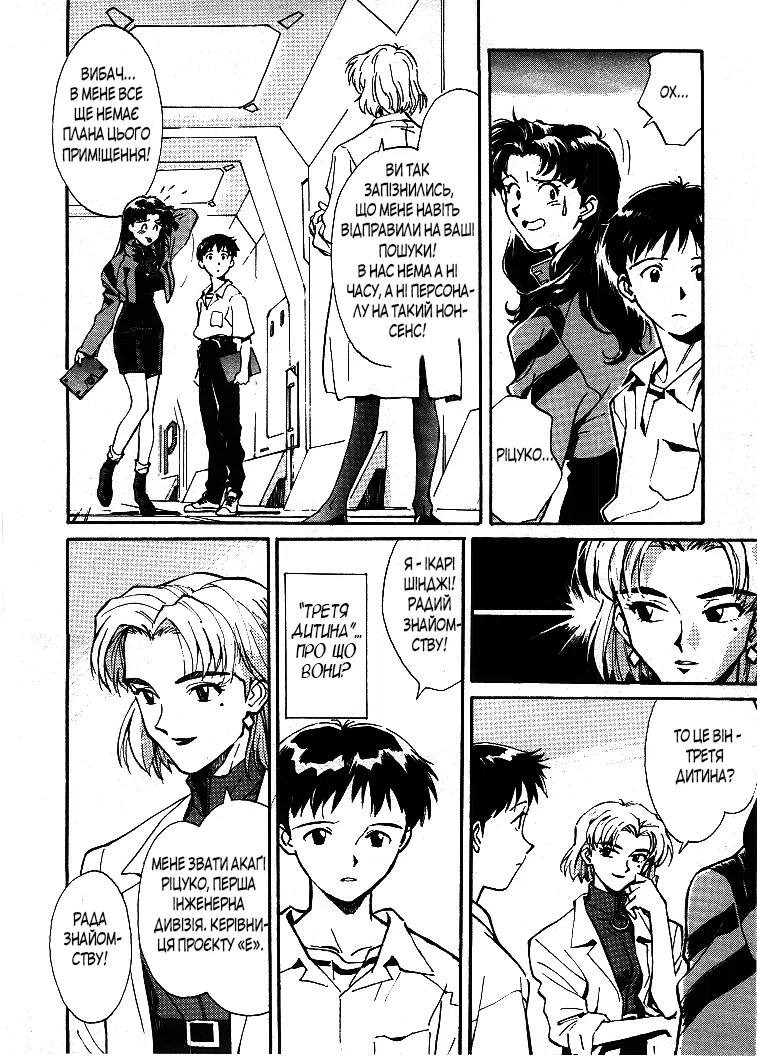 ОХ...
РІЦУКО...
ВИ ТАК
ЗАПІЗНИЛИСЬ,
ЩО МЕНЕ НАВІТЬ
ВІДПРАВИЛИ НА ВАШІ
ПОШУКИ!
В НАС НЕМА А НІ
ЧАСУ, А НІ ПЕРСОНА-
ЛУ НА ТАКИЙ НОН-
СЕНС!
ВИБАЧ...
В МЕНЕ ВСЕ
ЩЕ НЕМАЄ
ПЛАНА ЦЬОГО
ПРИМІЩЕННЯ!
ТО ЦЕ ВІН -
ТРЕТЯ
ДИТИНА?
Я - ІКАРІ
ШІНДЖІ!
РАДИЙ
ЗНАЙОМ-
СТВУ!
"ТРЕТЯ
ДИТИНА"...
ПРО ЩО
ВОНИ?
МЕНЕ ЗВАТИ АКАҐІ
РІЦУКО, ПЕРША
ІНЖЕНЕРНА
ДИВІЗІЯ. КЕРІВНИ-
ЦЯ ПРОЄКТУ «Е».
РАДА
ЗНАЙОМ-
СТВУ!